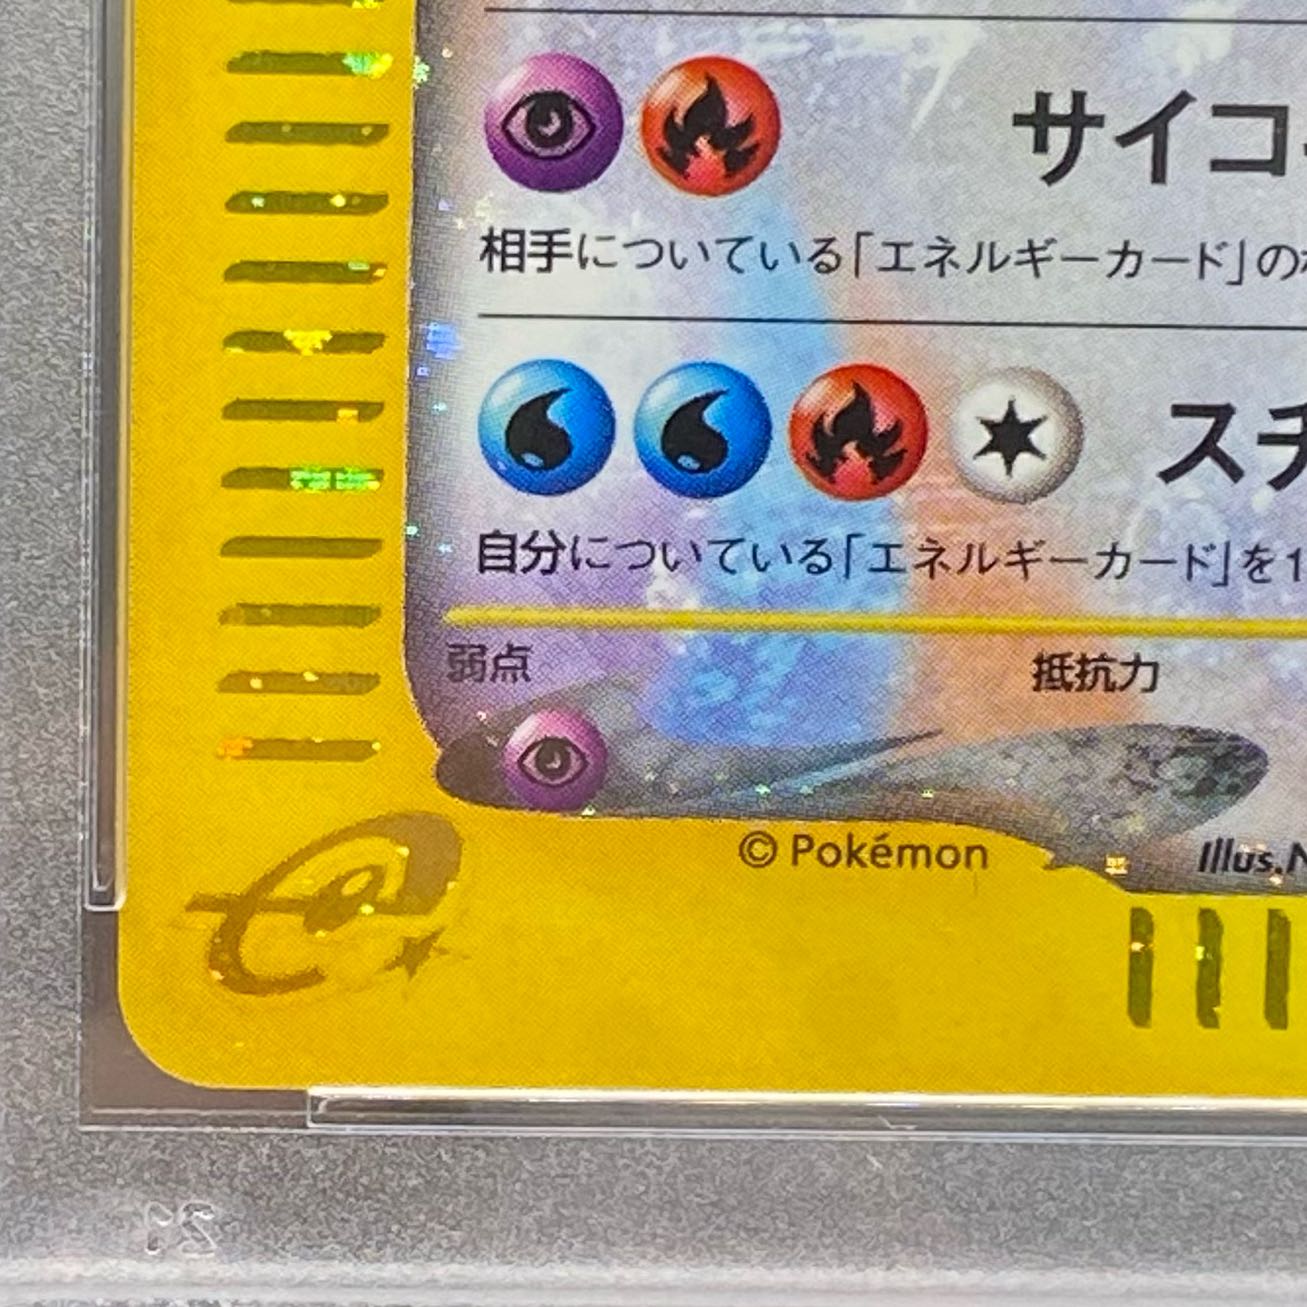 サイコ
相手についている「エネルギーカード」の
スチ
自分についている「エネルギーカード」を1
弱点 抵抗力
© Pokémon Illus.N
e